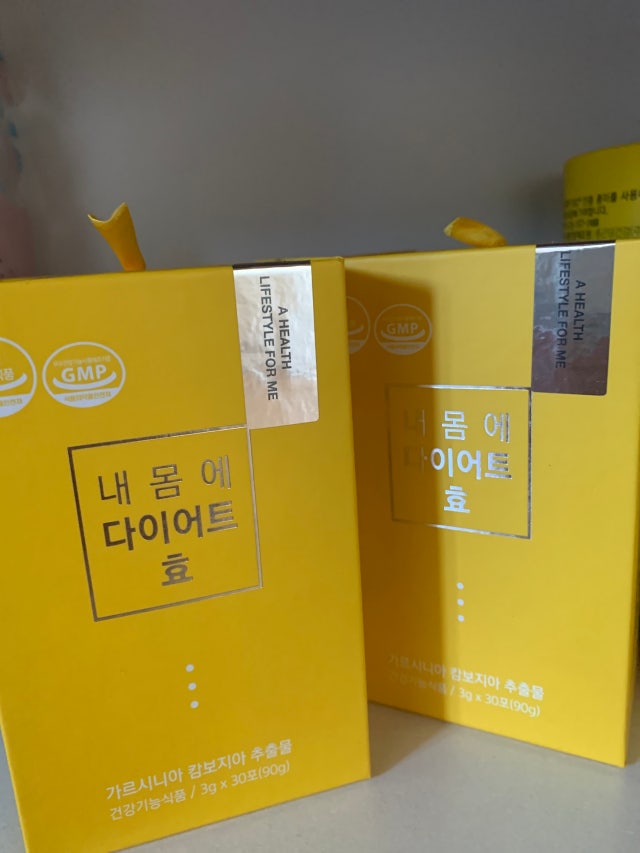 GMP
A HEALTH
LIFESTYLE FOR ME
내 몸 에
다이어트
효
가르시니아 캄보지아 추출물
건강기능식품 / 3g x 30포(90g)
GMP
A HEALTH
LIFESTYLE FOR ME
내 몸 에
다이어트
효
가르시니아 캄보지아 추출물
건강기능식품 / 3g x 30포(90g)